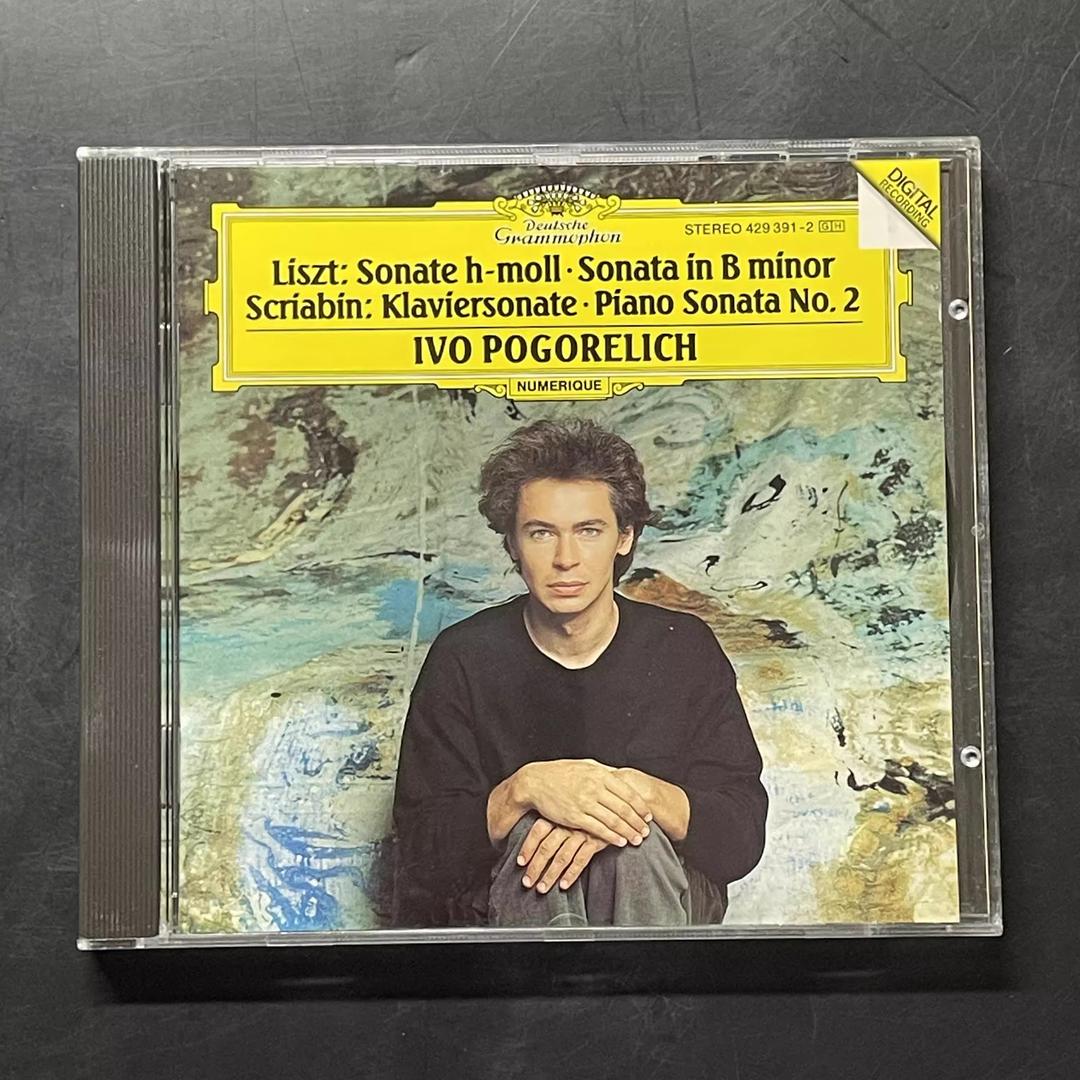 DIGITAL
RECORDING
Deutsche
Grammophon
STEREO 429 391-2 GH
Liszt: Sonate h-moll · Sonata in B minor
Scriabin: Klaviersonate · Piano Sonata No. 2
IVO POGORELICH
NUMERIQUE